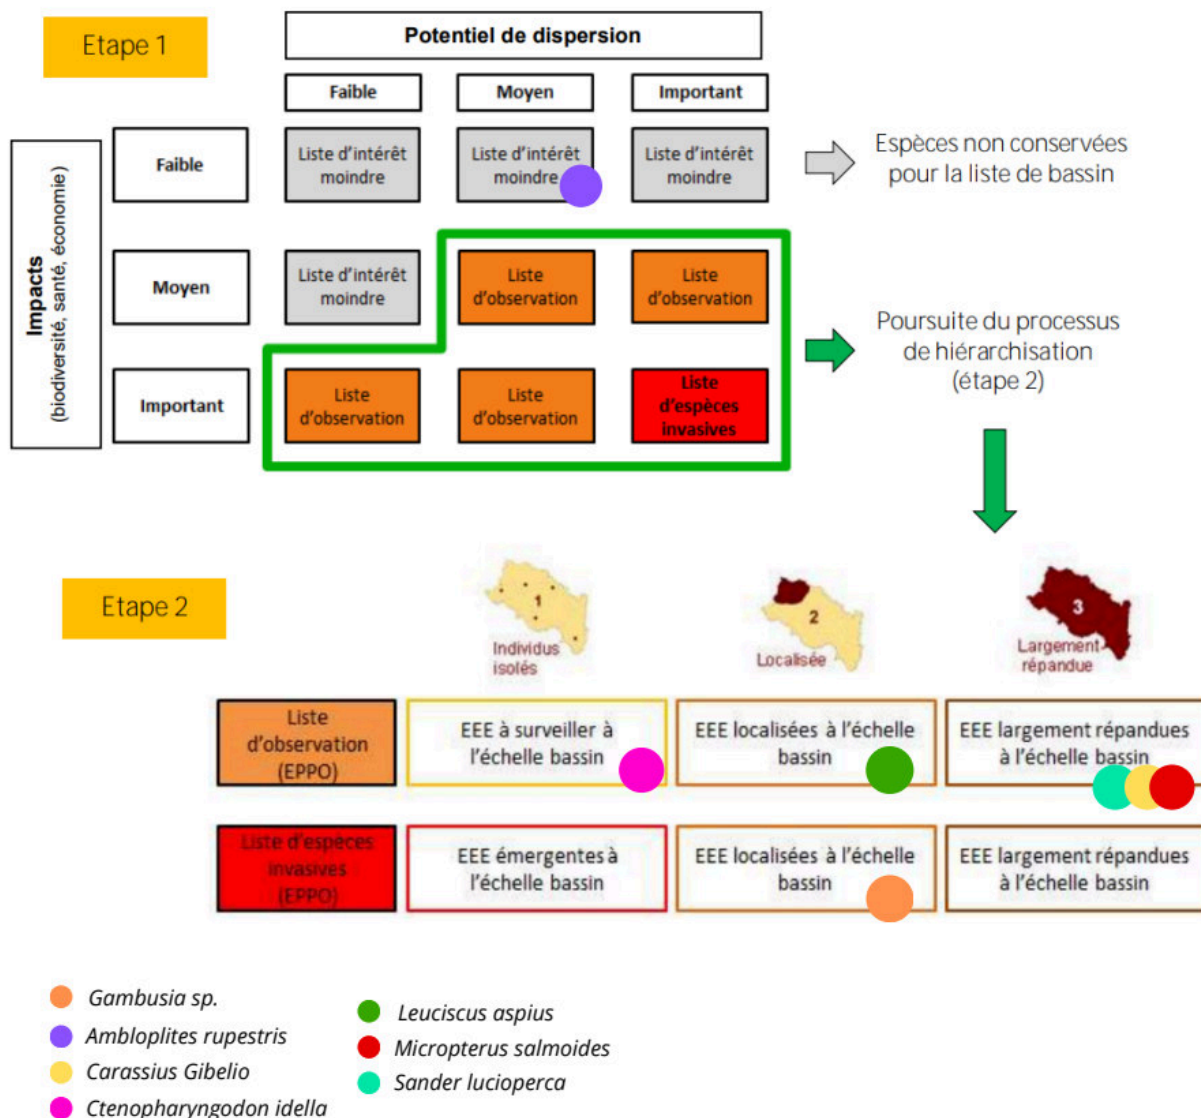 Etape 1
Potentiel de dispersion
Faible
Moyen
Important
Impacts
(biodiversité, santé, économie)
Faible
Liste d'intérêt
moindre
Liste d'intérêt
moindre
Liste d'intérêt
moindre
Espèces non conservées
pour la liste de bassin
Moyen
Liste d'intérêt
moindre
Liste
d'observation
Liste
d'observation
Poursuite du processus
de hiérarchisation
(étape 2)
Important
Liste
d'observation
Liste
d'observation
Liste
d'espèces
invasives
Etape 2
1
Individus
isolés
2
Localisée
3
Largement
répandue
Liste
d'observation
(EPPO)
EEE à surveiller à
l'échelle bassin
EEE localisées à l'échelle
bassin
EEE largement répandues
à l'échelle bassin
Liste d'espèces
invasives
(EPPO)
EEE émergentes à
l'échelle bassin
EEE localisées à l'échelle
bassin
EEE largement répandues
à l'échelle bassin
Gambusia sp.
Ambloplites rupestris
Carassius Gibelio
Ctenopharyngodon idella
Leuciscus aspius
Micropterus salmoides
Sander lucioperca